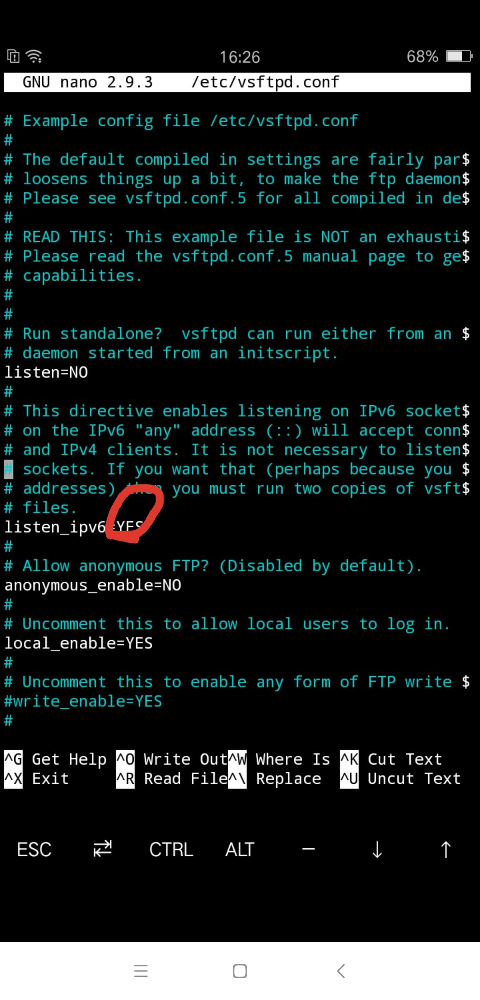 16:26 68%
GNU nano 2.9.3 /etc/vsftpd.conf
# Example config file /etc/vsftpd.conf
#
# The default compiled in settings are fairly par$
# loosens things up a bit, to make the ftp daemon$
# Please see vsftpd.conf.5 for all compiled in de$
#
# READ THIS: This example file is NOT an exhausti$
# Please read the vsftpd.conf.5 manual page to ge$
# capabilities.
#
#
# Run standalone?  vsftpd can run either from an $
# daemon started from an initscript.
listen=NO
#
# This directive enables listening on IPv6 socket$
# on the IPv6 "any" address (::) will accept conn$
# and IPv4 clients. It is not necessary to listen$
# sockets. If you want that (perhaps because you $
# addresses) then you must run two copies of vsft$
# files.
listen_ipv6=YES
#
# Allow anonymous FTP? (Disabled by default).
anonymous_enable=NO
#
# Uncomment this to allow local users to log in.
local_enable=YES
#
# Uncomment this to enable any form of FTP write $
#write_enable=YES
#
^G Get Help ^O Write Out ^W Where Is ^K Cut Text
^X Exit ^R Read File ^\ Replace ^U Uncut Text
ESC CTRL ALT – ↓ ↑